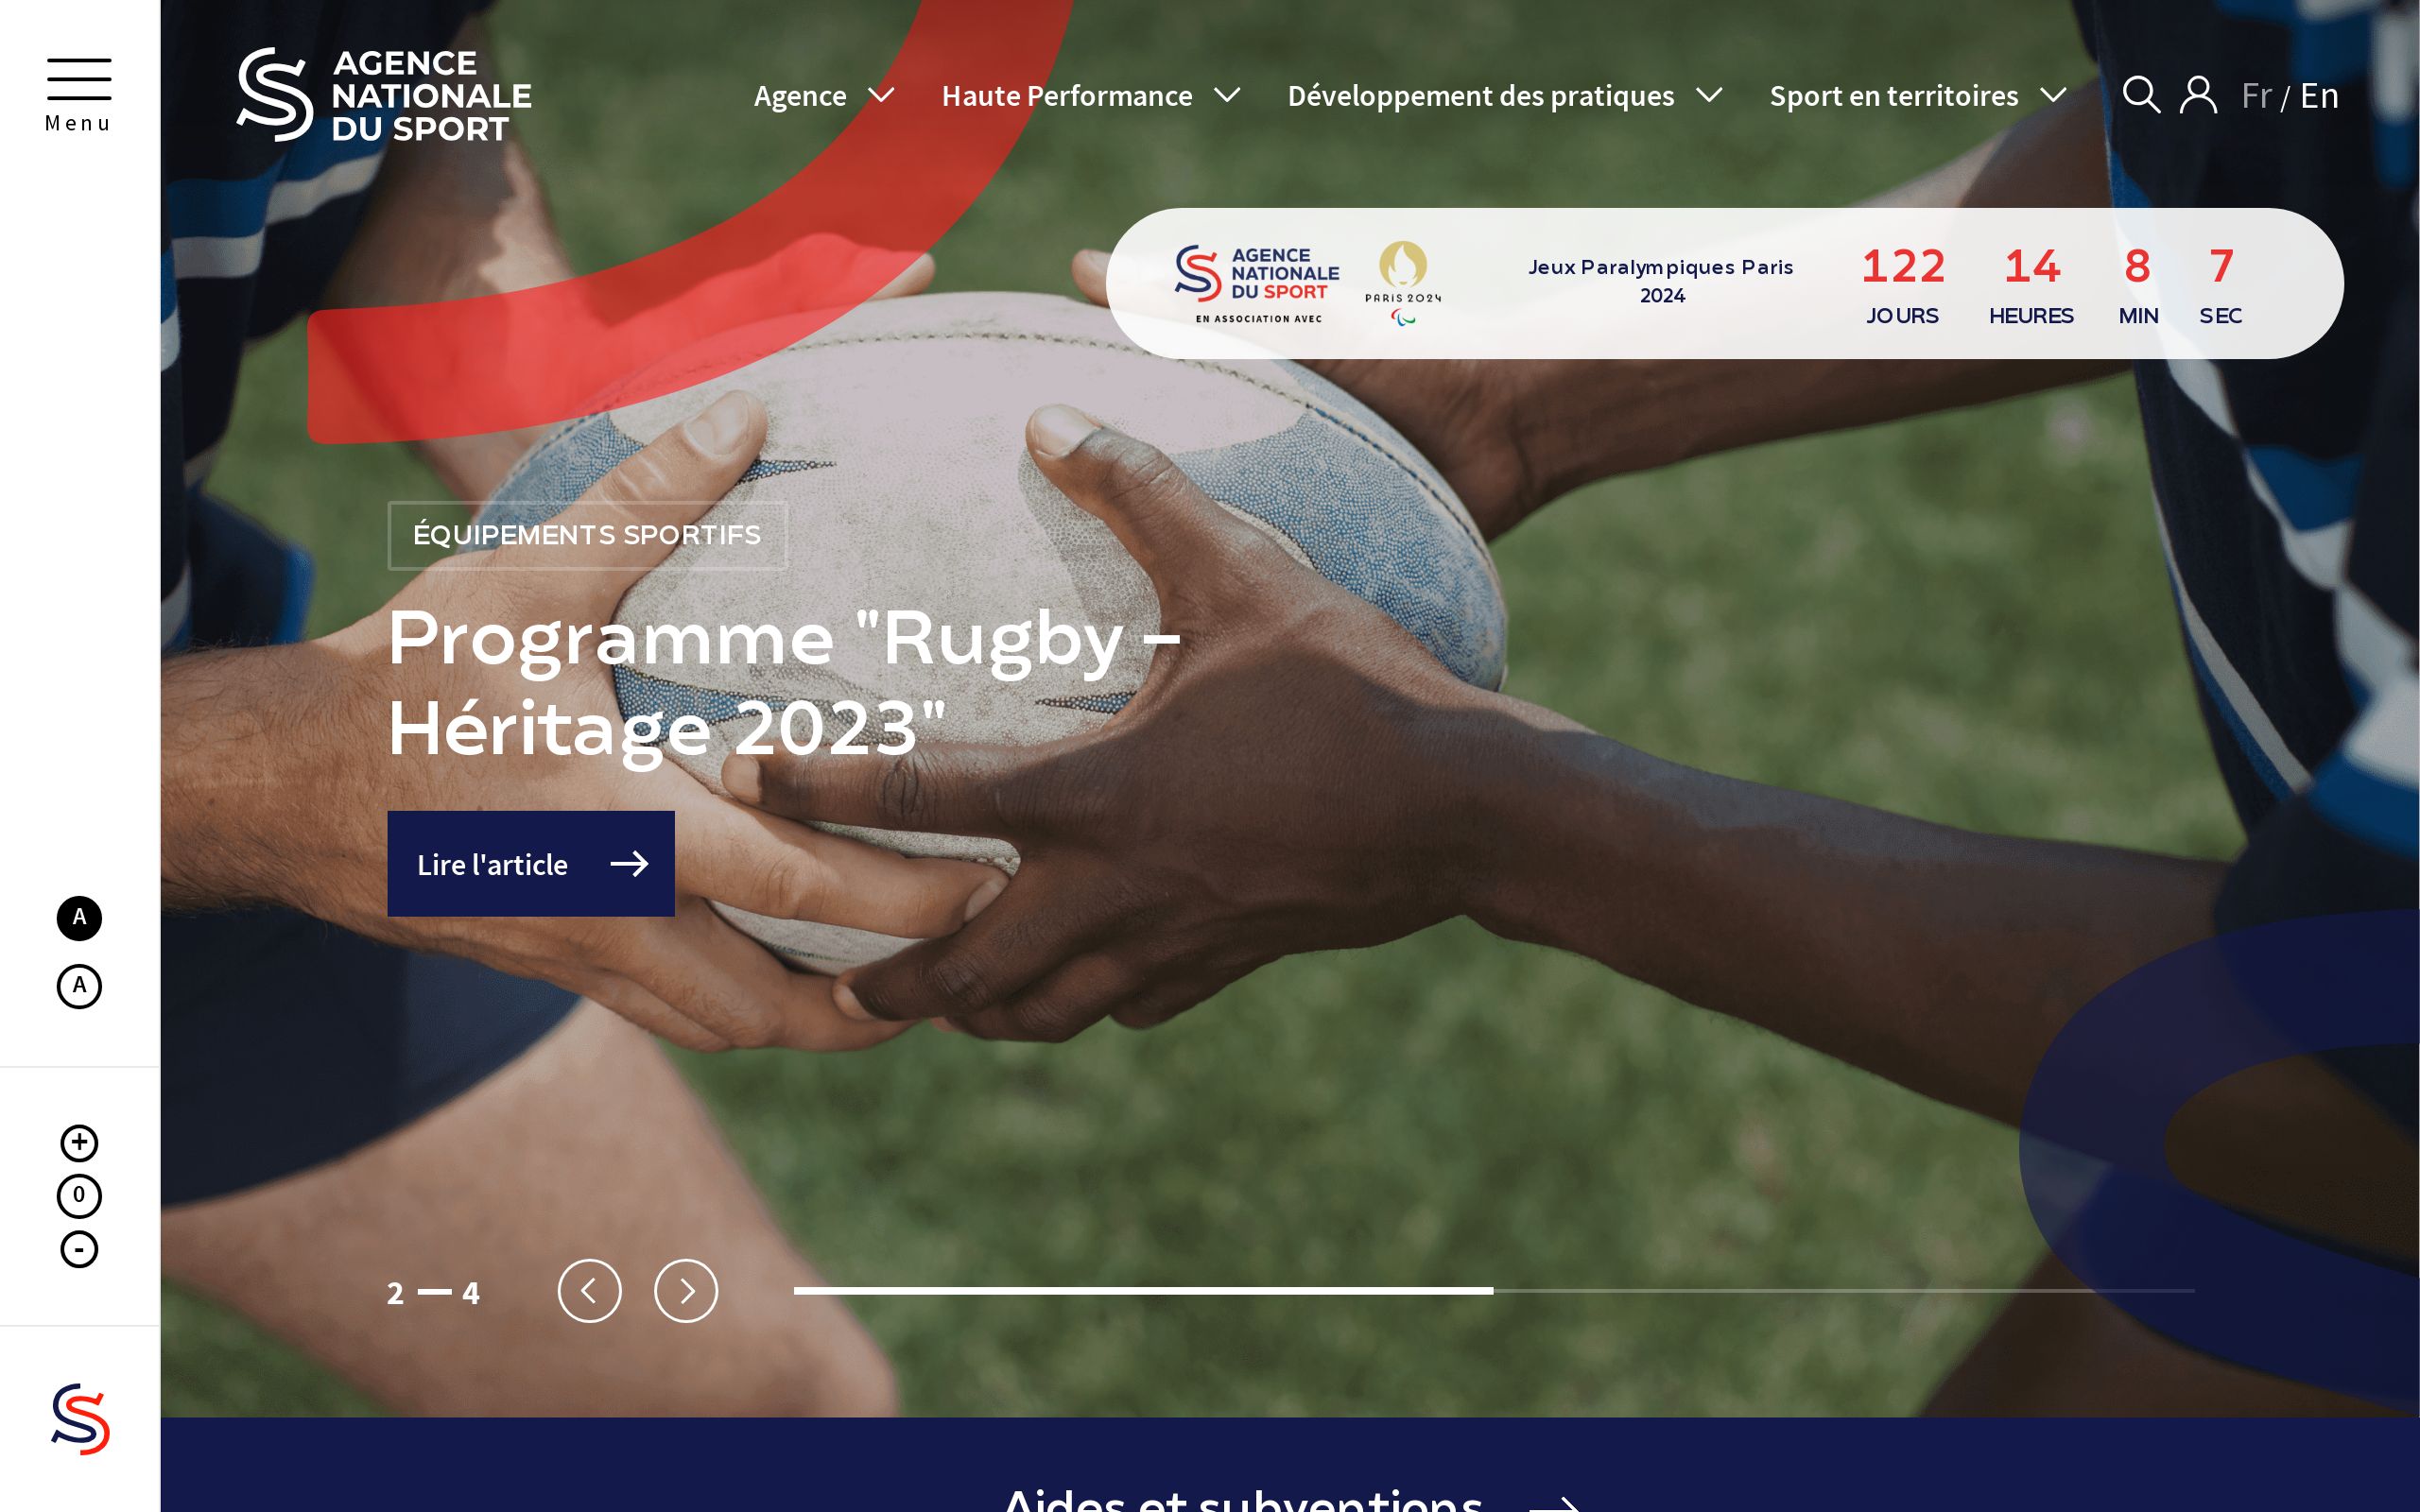 Menu
AGENCE
NATIONALE
DU SPORT
Agence
Haute Performance
Développement des pratiques
Sport en territoires
Fr / En
AGENCE
NATIONALE
DU SPORT
EN ASSOCIATION AVEC
PARIS 2024
Jeux Paralympiques Paris
2024
122 14 8 7
JOURS HEURES MIN SEC
ÉQUIPEMENTS SPORTIFS
Programme "Rugby –
Héritage 2023"
Lire l'article
A
A
+
0
-
2 — 4
Aides et subventions